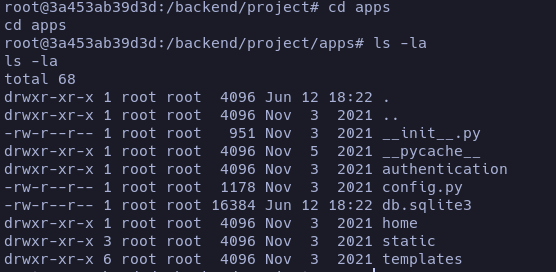 root@3a453ab39d3d:/backend/project# cd apps
cd apps
root@3a453ab39d3d:/backend/project/apps# ls -la
ls -la
total 68
drwxr-xr-x 1 root root  4096 Jun 12 18:22 .
drwxr-xr-x 1 root root  4096 Nov  3  2021 ..
-rw-r--r-- 1 root root   951 Nov  3  2021 __init__.py
drwxr-xr-x 1 root root  4096 Nov  5  2021 __pycache__
drwxr-xr-x 1 root root  4096 Nov  3  2021 authentication
-rw-r--r-- 1 root root  1178 Nov  3  2021 config.py
-rw-r--r-- 1 root root 16384 Jun 12 18:22 db.sqlite3
drwxr-xr-x 1 root root  4096 Nov  3  2021 home
drwxr-xr-x 3 root root  4096 Nov  3  2021 static
drwxr-xr-x 6 root root  4096 Nov  3  2021 templates